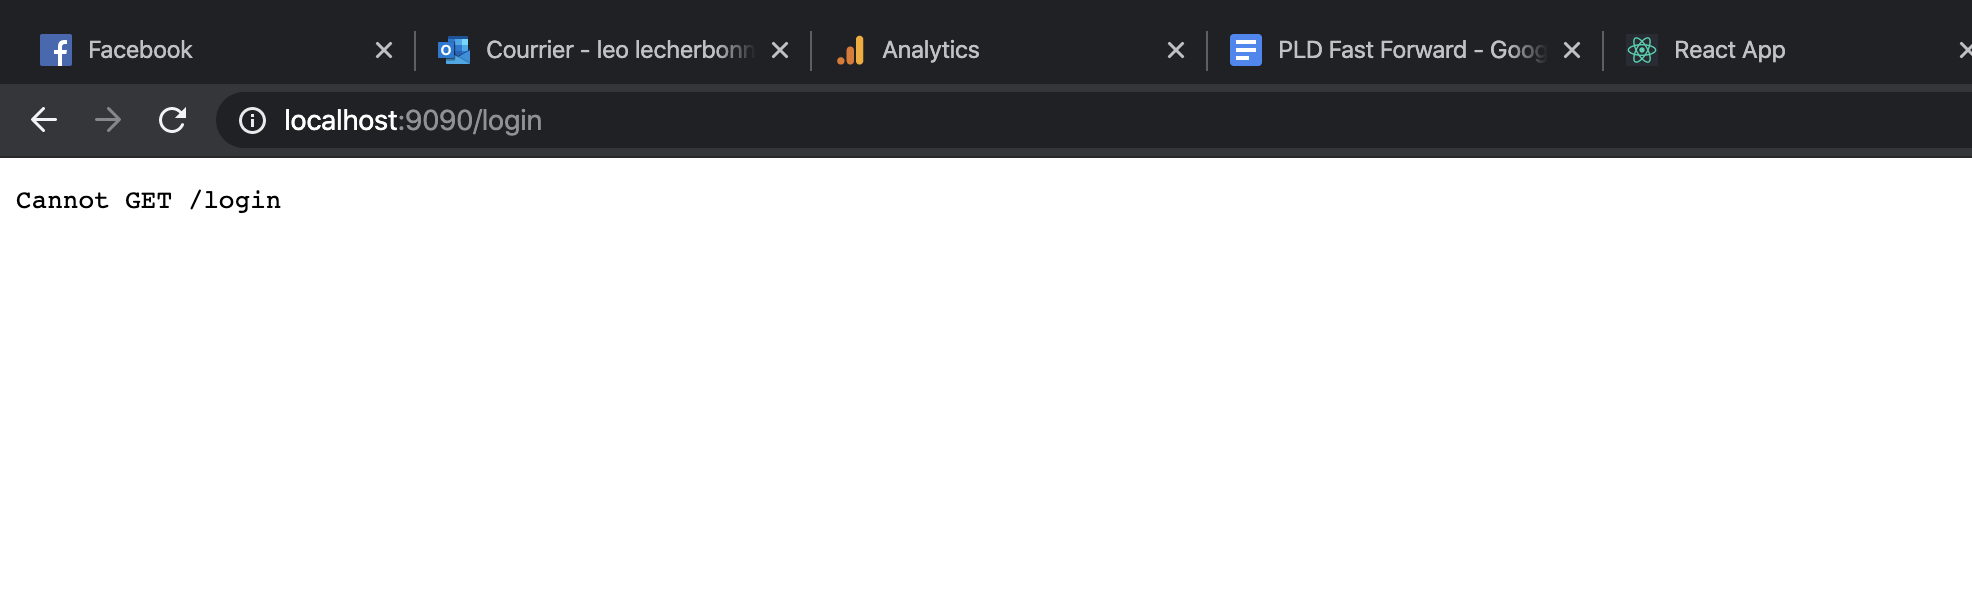 Facebook
Courrier - leo lecherbonn
Analytics
PLD Fast Forward - Goog
React App
localhost:9090/login
Cannot GET /login